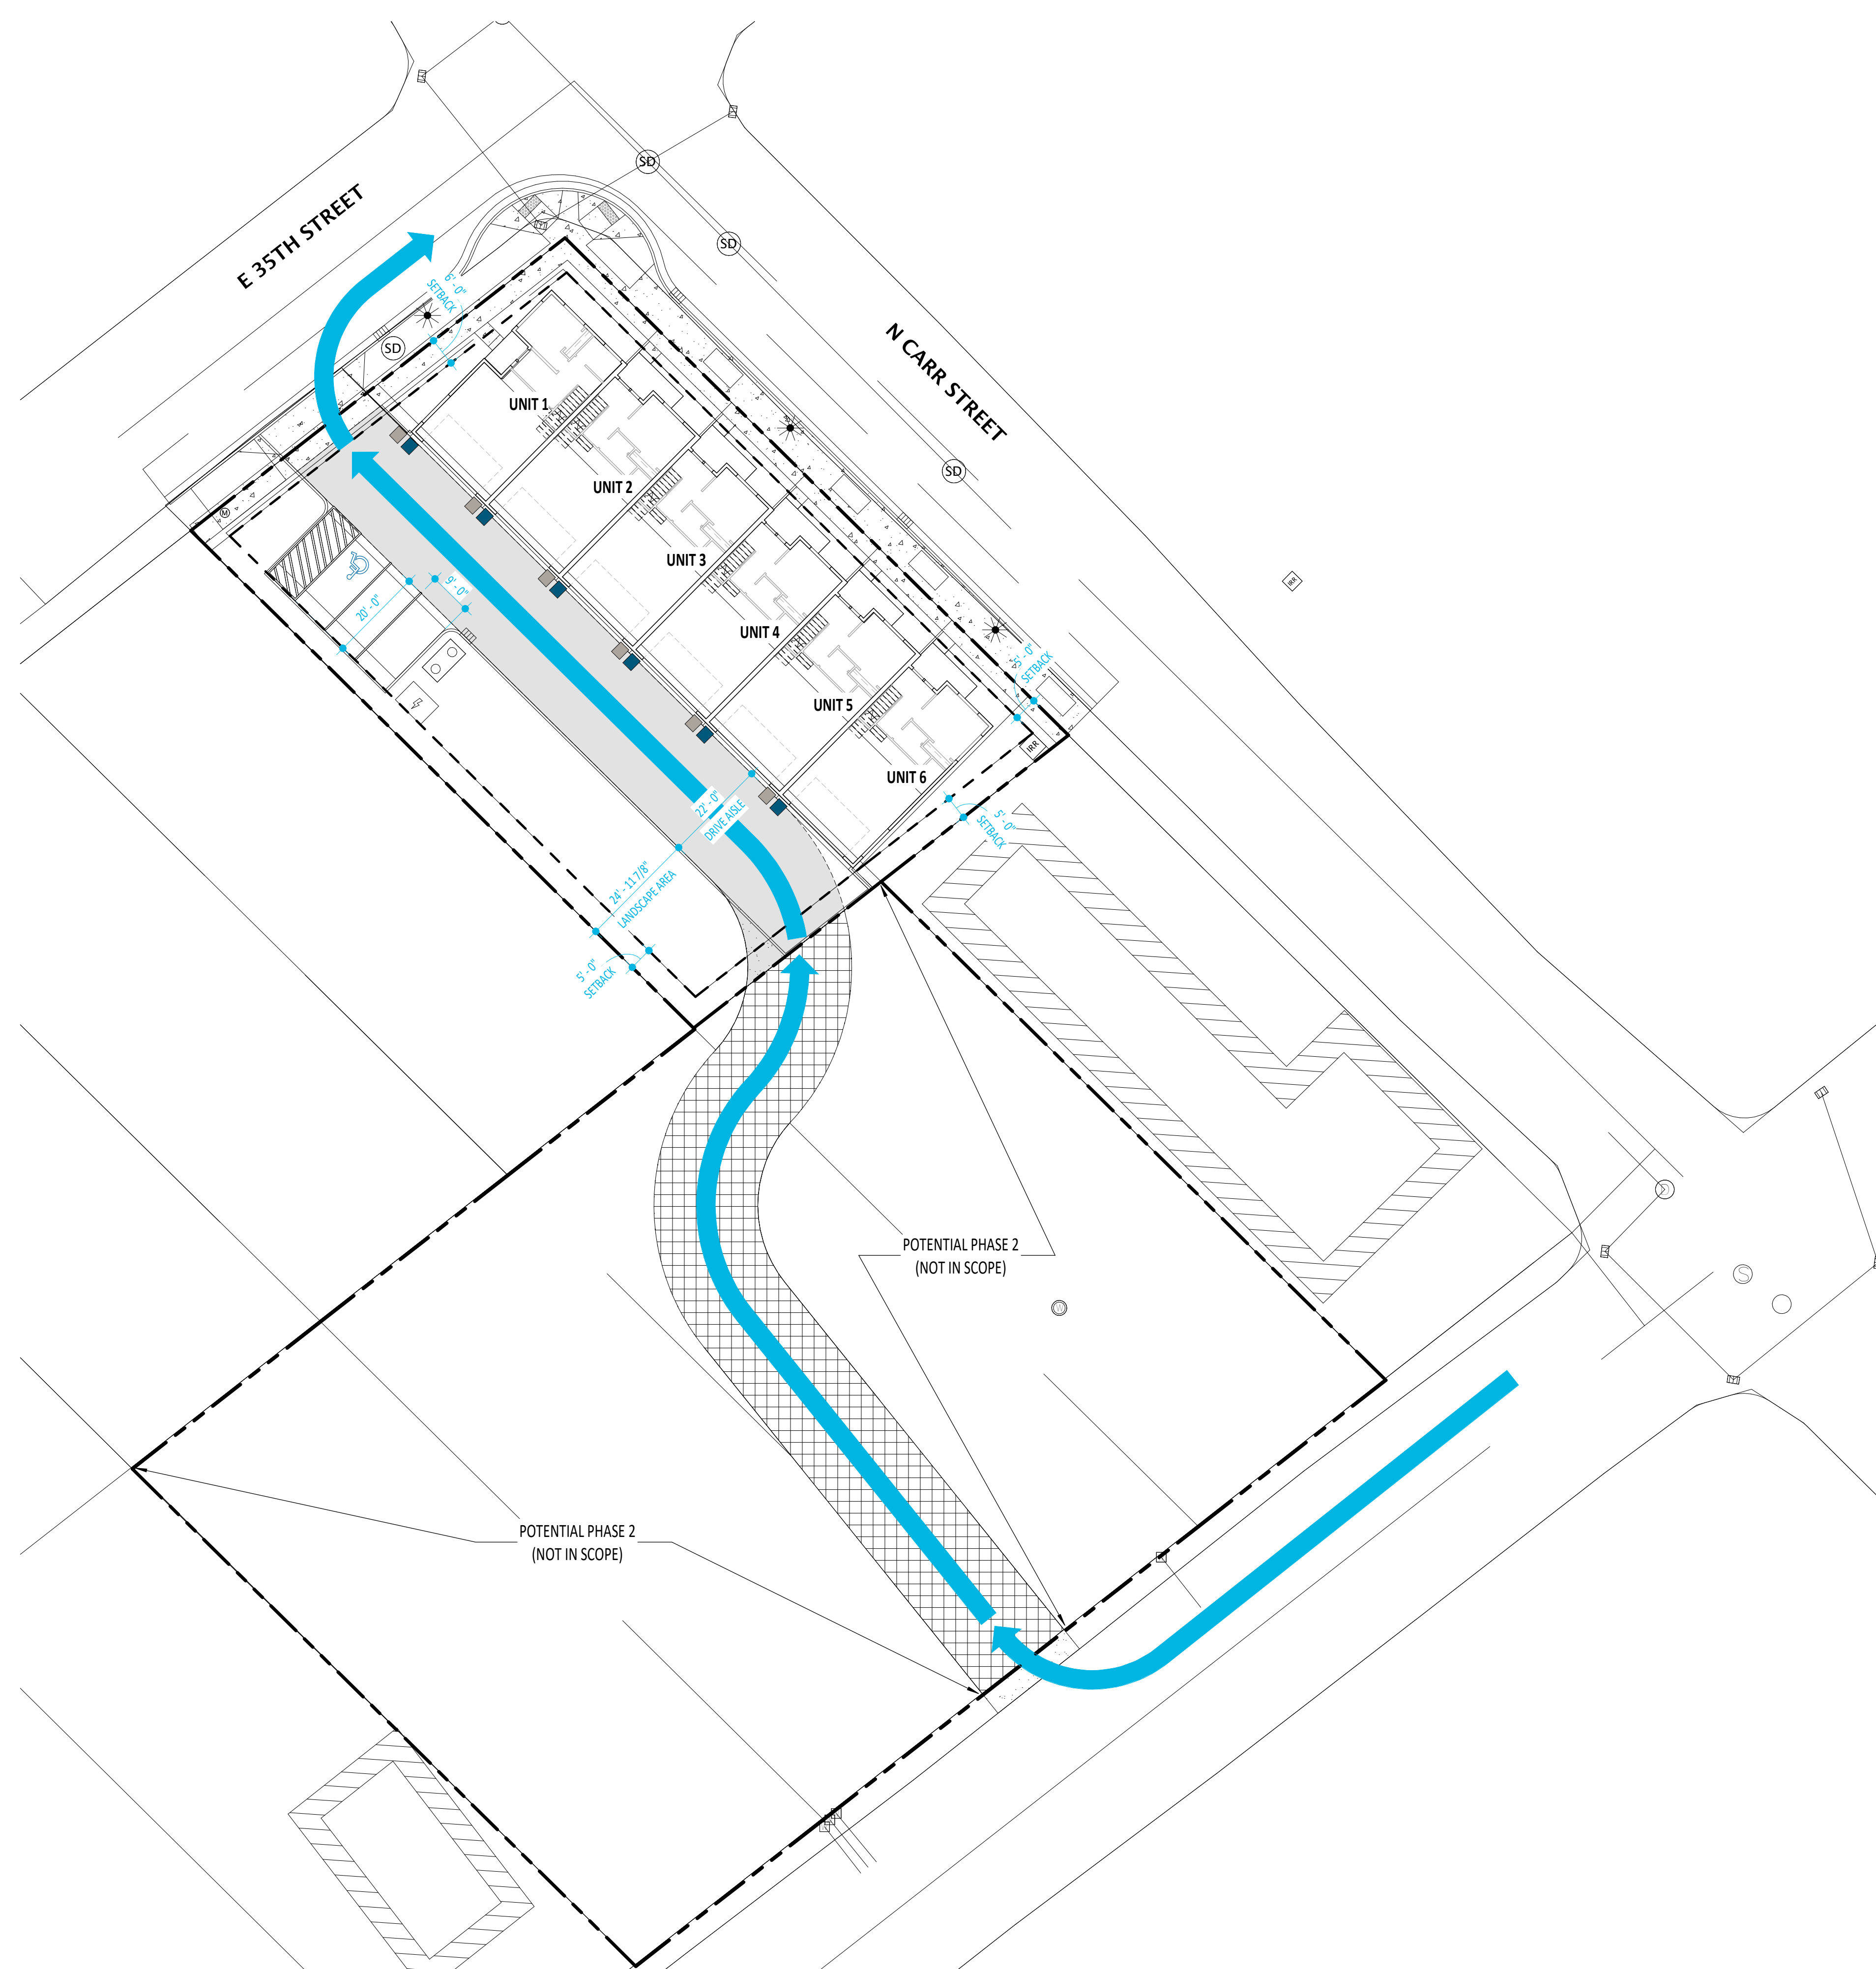 SD
E 35TH STREET
SD
6' - 0"
SETBACK
SD
N CARR STREET
UNIT 1
SD
UNIT 2
M
UNIT 3
IRR
9' - 0"
20' - 0"
UNIT 4
5' - 0"
SETBACK
UNIT 5
IRR
UNIT 6
22' - 0"
DRIVE AISLE
5' - 0"
SETBACK
24' - 11 7/8"
LANDSCAPE AREA
5' - 0"
SETBACK
D
POTENTIAL PHASE 2
(NOT IN SCOPE)
S
W
POTENTIAL PHASE 2
(NOT IN SCOPE)